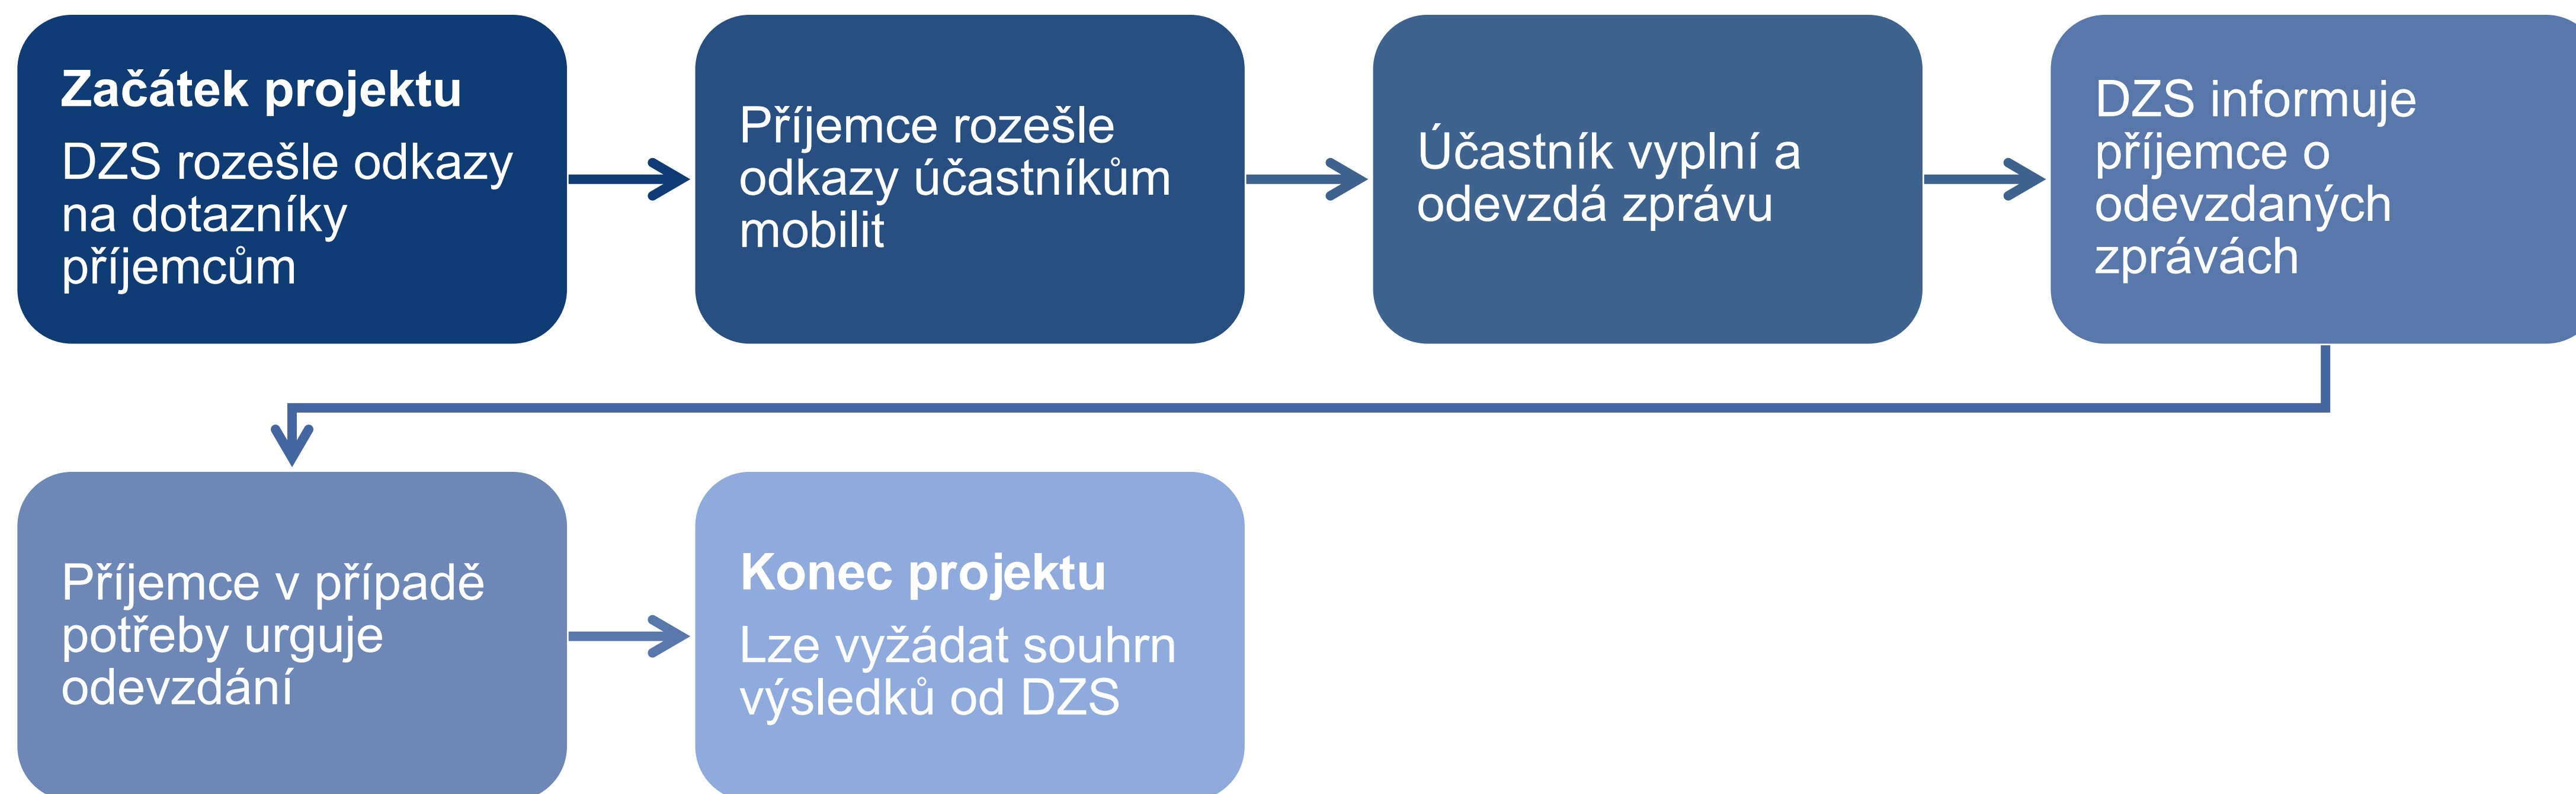 Začátek projektu
DZS rozešle odkazy
na dotazníky
příjemcům
Příjemce rozešle
odkazy účastníkům
mobilit
Účastník vyplní a
odevzdá zprávu
DZS informuje
příjemce o
odevzdaných
zprávách
Příjemce v případě
potřeby urguje
odevzdání
Konec projektu
Lze vyžádat souhrn
výsledků od DZS